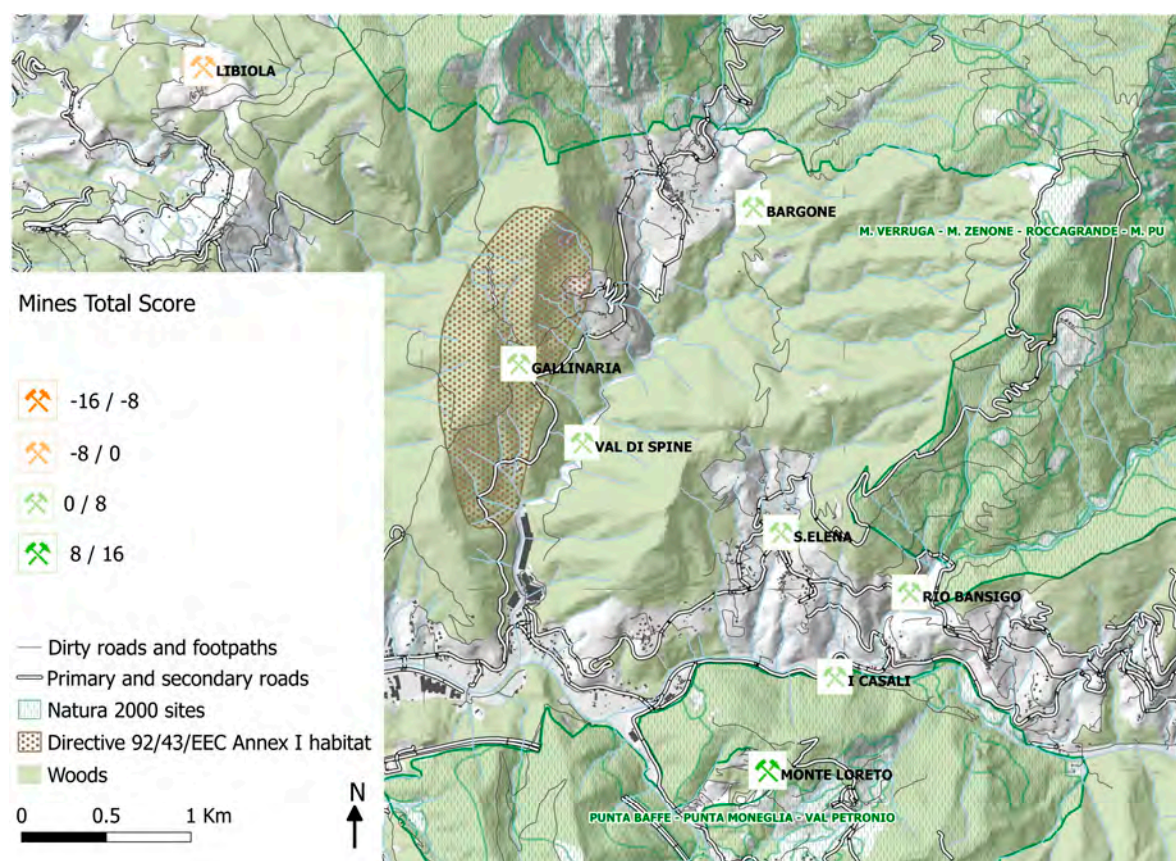 LIBIOLA
BARGONE
M. VERRUGA - M. ZENONE - ROCCAGRANDE - M. PU
Mines Total Score
GALLINARIA
-16 / -8
VAL DI SPINE
-8 / 0
0 / 8
S.ELENA
8 / 16
RIO BANSIGO
Dirty roads and footpaths
Primary and secondary roads
I CASALI
Natura 2000 sites
Directive 92/43/EEC Annex I habitat
Woods
MONTE LORETO
N
0 0.5 1 Km
PUNTA BAFFE - PUNTA MONEGLIA - VAL PETRONIO